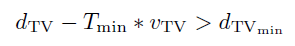 d_TV − T_min * v_TV > d_TV_min